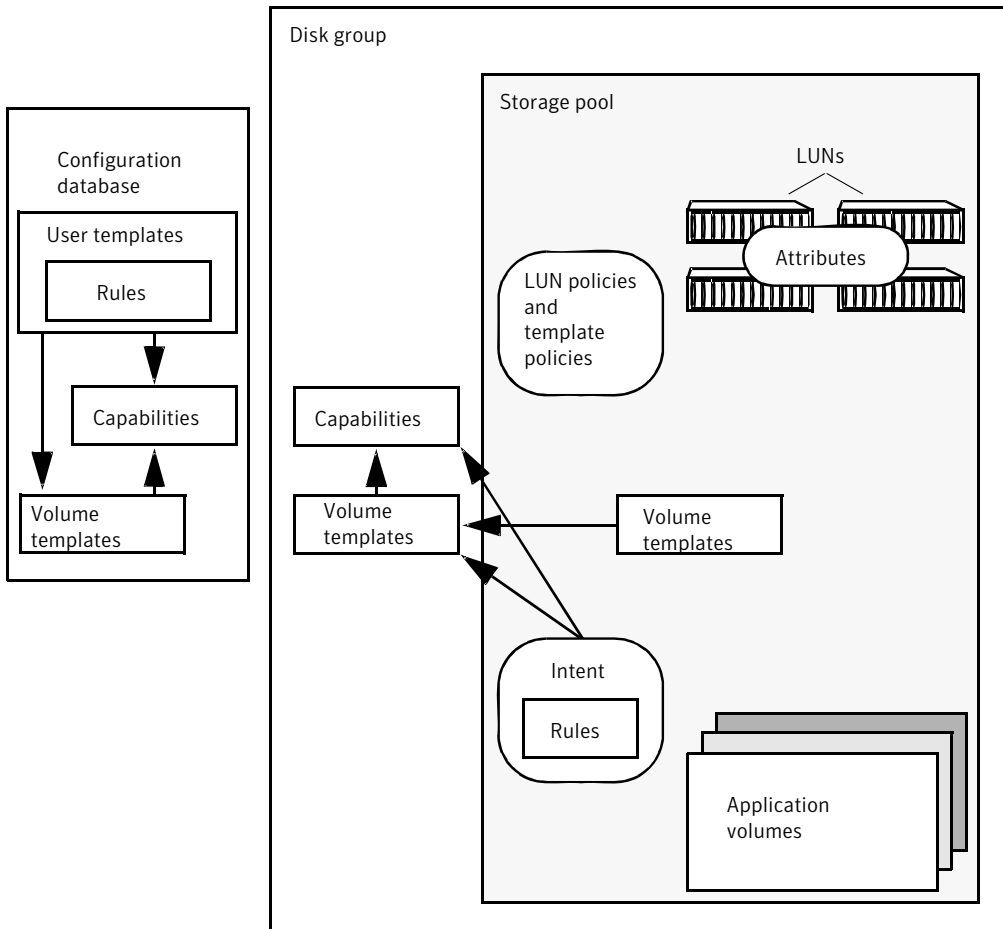 Disk group
Storage pool
Configuration
database
User templates
Rules
Capabilities
Volume
templates
LUNs
Attributes
LUN policies
and
template
policies
Capabilities
Volume
templates
Volume
templates
Intent
Rules
Application
volumes